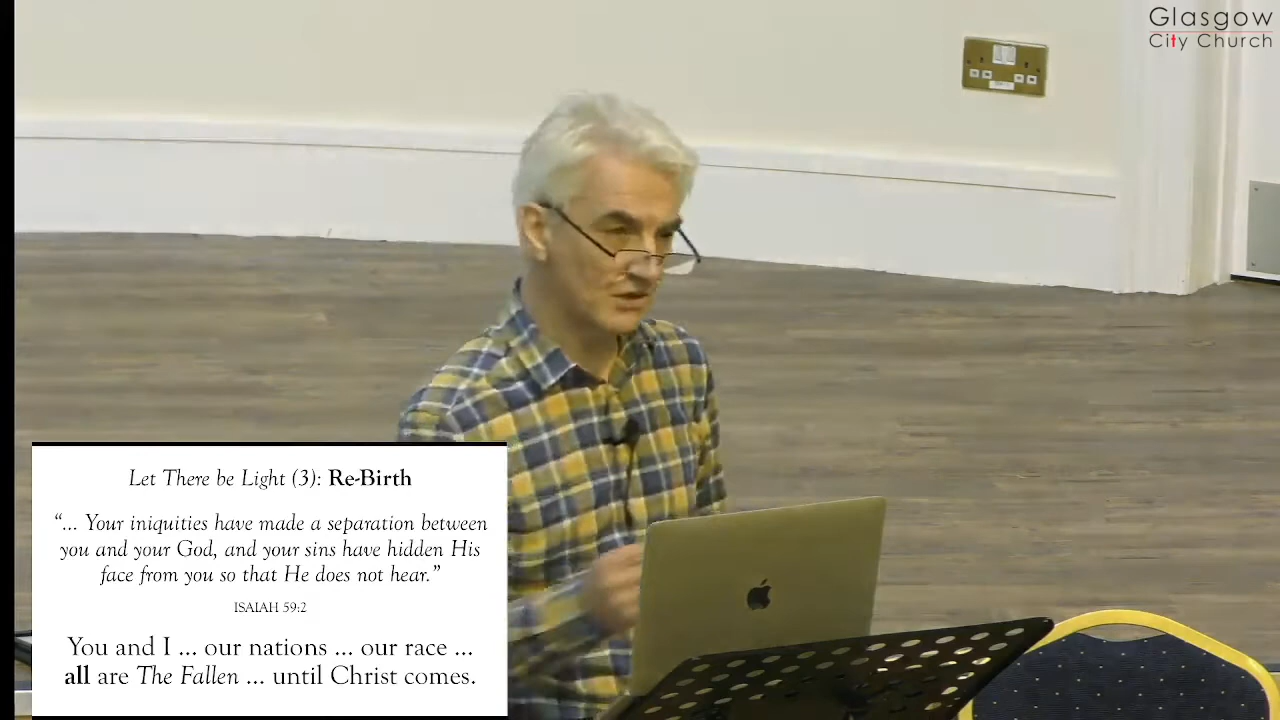 Glasgow
City Church
Let There be Light (3): Re-Birth
“... Your iniquities have made a separation between
you and your God, and your sins have hidden His
face from you so that He does not hear.”
ISAIAH 59:2
You and I ... our nations ... our race ...
all are The Fallen ... until Christ comes.